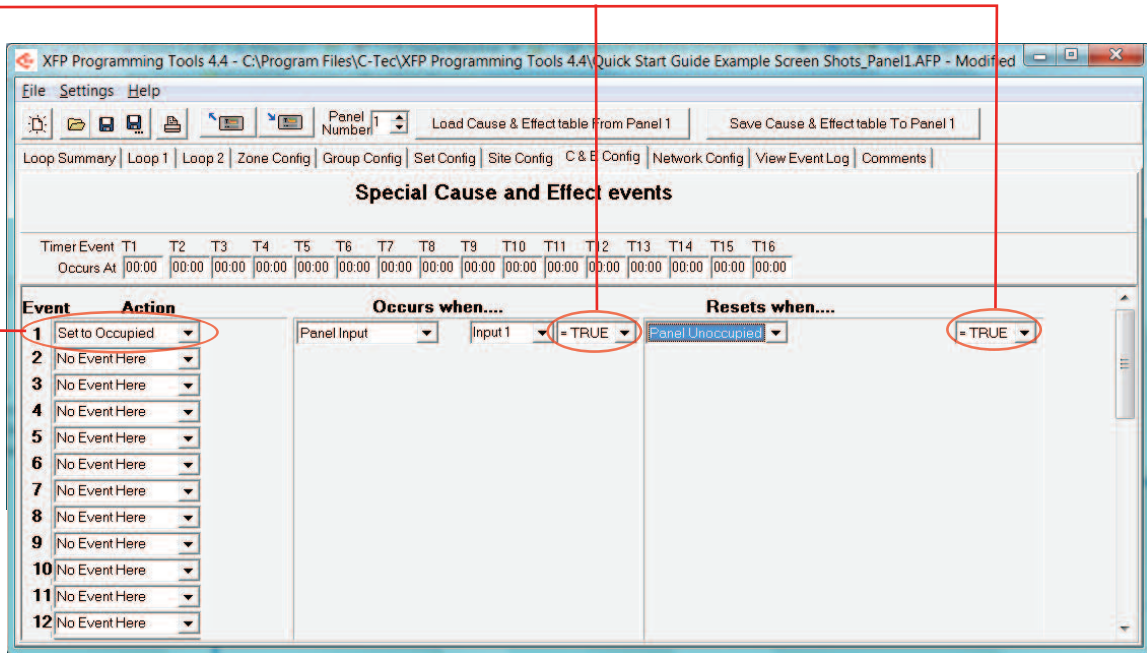 XFP Programming Tools 4.4 - C:\Program Files\C-Tec\XFP Programming Tools 4.4\Quick Start Guide Example Screen Shots_Panel1.AFP - Modified
File Settings Help
Panel Number 1 Load Cause & Effect table From Panel 1 Save Cause & Effect table To Panel 1
Loop Summary Loop 1 Loop 2 Zone Config Group Config Set Config Site Config C & E Config Network Config View Event Log Comments
Special Cause and Effect events
Timer Event T1 T2 T3 T4 T5 T6 T7 T8 T9 T10 T11 T12 T13 T14 T15 T16
Occurs At 00:00 00:00 00:00 00:00 00:00 00:00 00:00 00:00 00:00 00:00 00:00 00:00 00:00 00:00 00:00 00:00
Event Action Occurs when.... Resets when....
1 Set to Occupied Panel Input Input 1 = TRUE Panel Unoccupied = TRUE
2 No Event Here
3 No Event Here
4 No Event Here
5 No Event Here
6 No Event Here
7 No Event Here
8 No Event Here
9 No Event Here
10 No Event Here
11 No Event Here
12 No Event Here